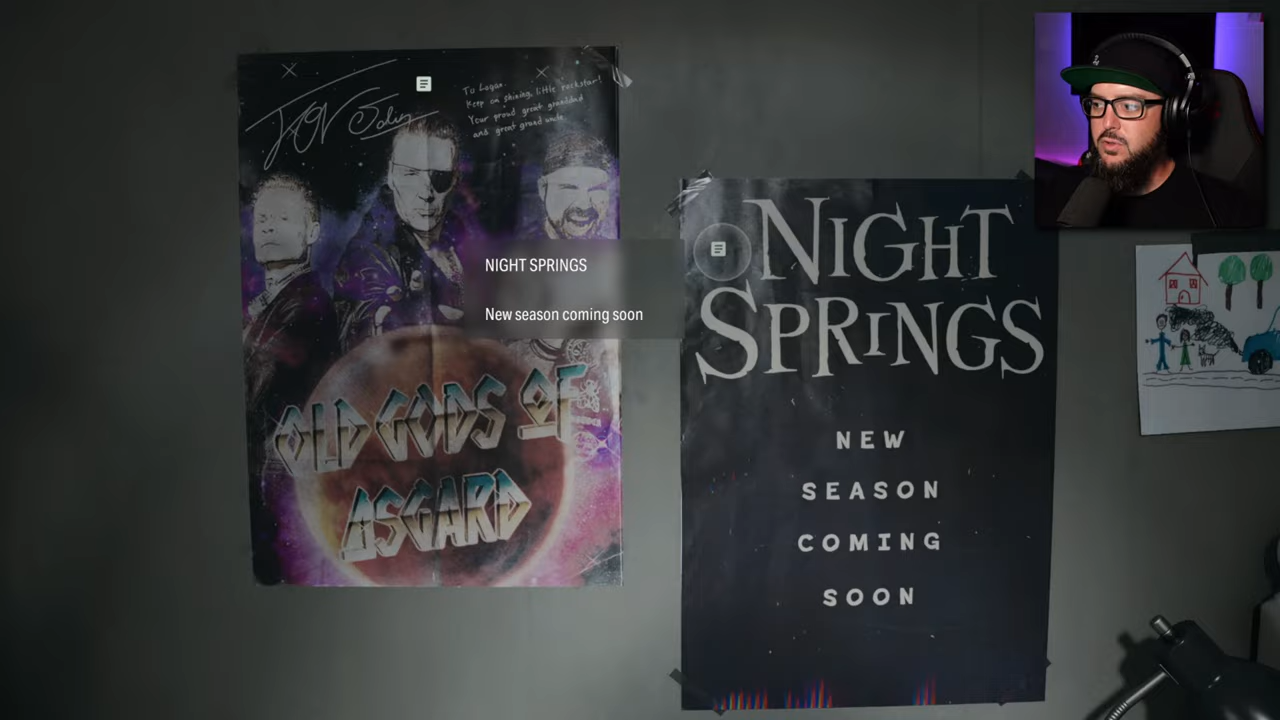 To Logan.
Keep on shining, little rockstar!
Your proud great granddad
and great grand uncle
OLD GODS OF
ASGARD
NIGHT SPRINGS
New season coming soon
NIGHT
SPRINGS
NEW
SEASON
COMING
SOON